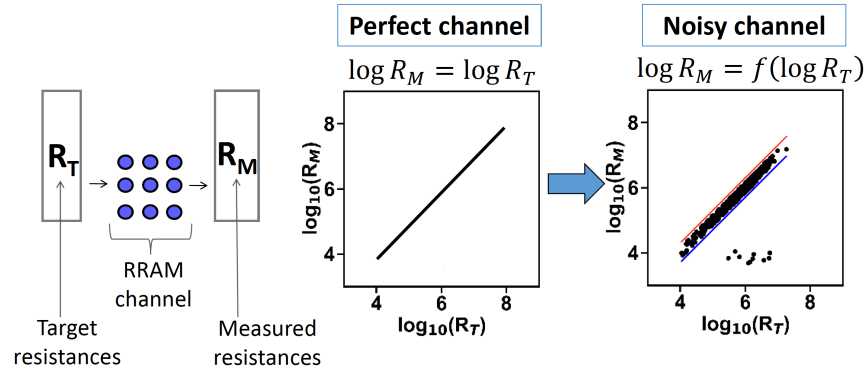 Perfect channel
Noisy channel
log R_M = log R_T
log R_M = f(log R_T)
R_T
R_M
RRAM
channel
Target
resistances
Measured
resistances
log₁₀(R_M)
8
6
4
4 6 8
log₁₀(R_T)
log₁₀(R_M)
8
6
4
4 5 6 7 8
log₁₀(R_T)